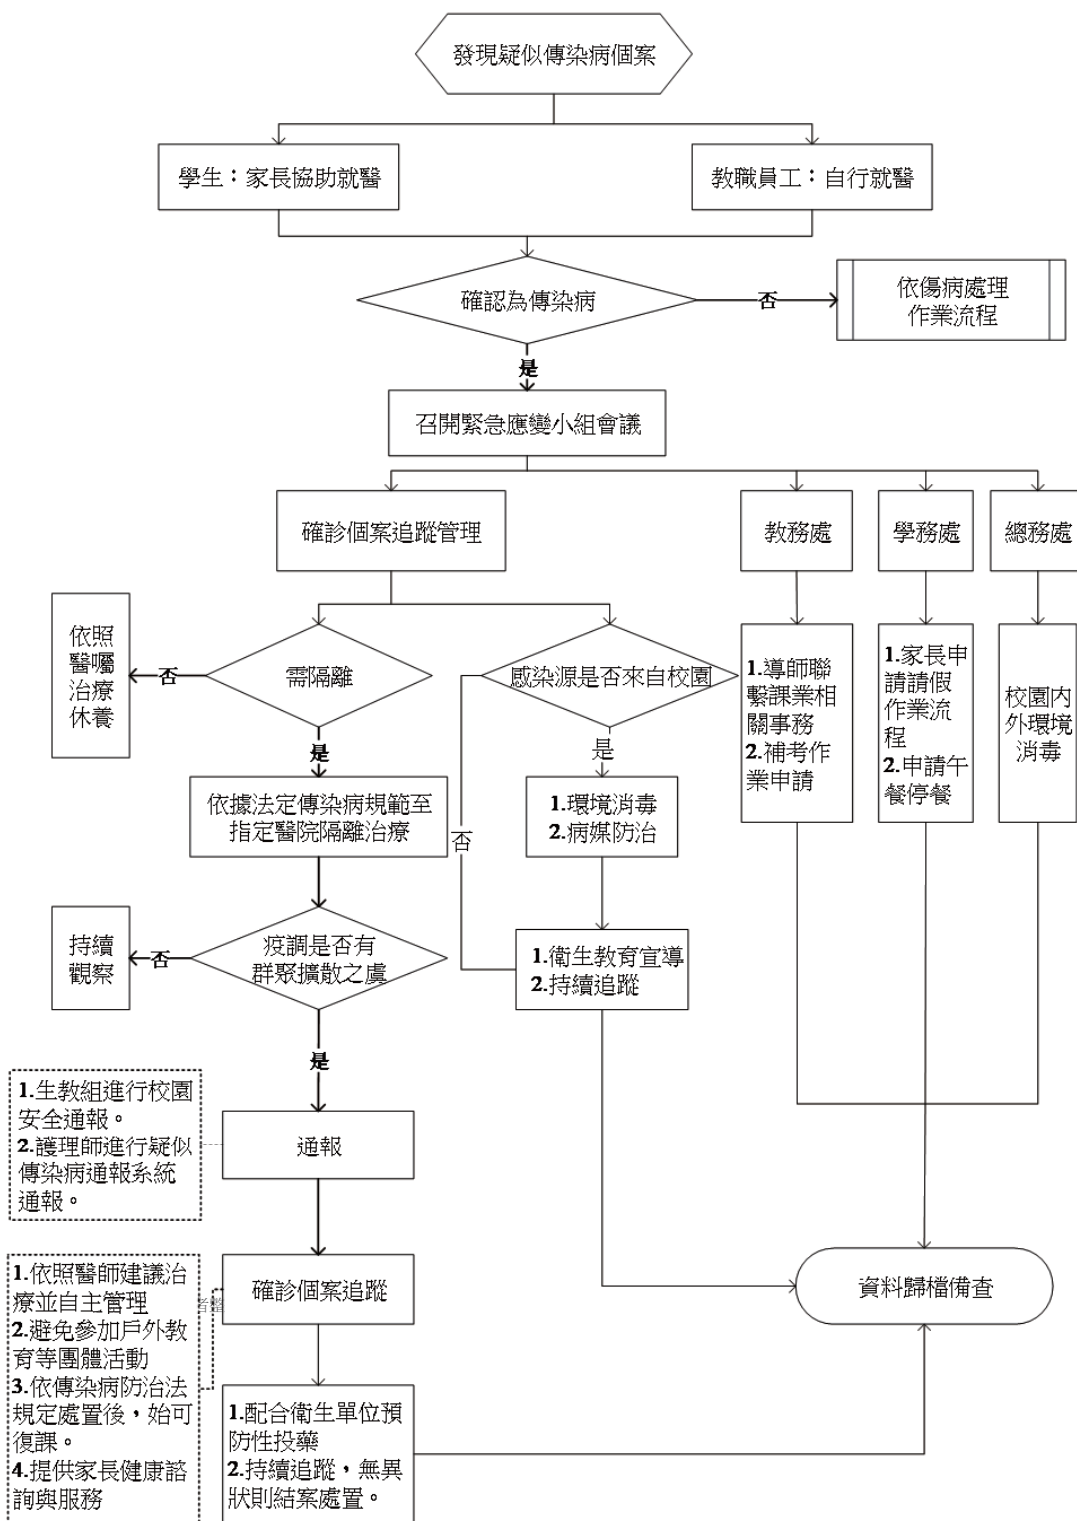 發現疑似傳染病個案
學生：家長協助就醫
教職員工：自行就醫
確認為傳染病
否
依傷病處理
作業流程
是
召開緊急應變小組會議
確診個案追蹤管理
教務處
學務處
總務處
依照
醫囑
治療
休養
否
需隔離
感染源是否來自校園
1.導師聯
繫課業相
關事務
2.補考作
業申請
1.家長申
請請假
作業流
程
2.申請午
餐停餐
校園內
外環境
消毒
是
是
依據法定傳染病規範至
指定醫院隔離治療
否
1.環境消毒
2.病媒防治
持續
觀察
否
疫調是否有
群聚擴散之虞
1.衛生教育宣導
2.持續追蹤
是
1.生教組進行校園
安全通報。
2.護理師進行疑似
傳染病通報系統
通報。
通報
1.依照醫師建議治
療並自主管理
2.避免參加戶外教
育等團體活動
3.依傳染病防治法
規定處置後，始可
復課。
4.提供家長健康諮
詢與服務
確診個案追蹤
資料歸檔備查
1.配合衛生單位預
防性投藥
2.持續追蹤，無異
狀則結案處置。